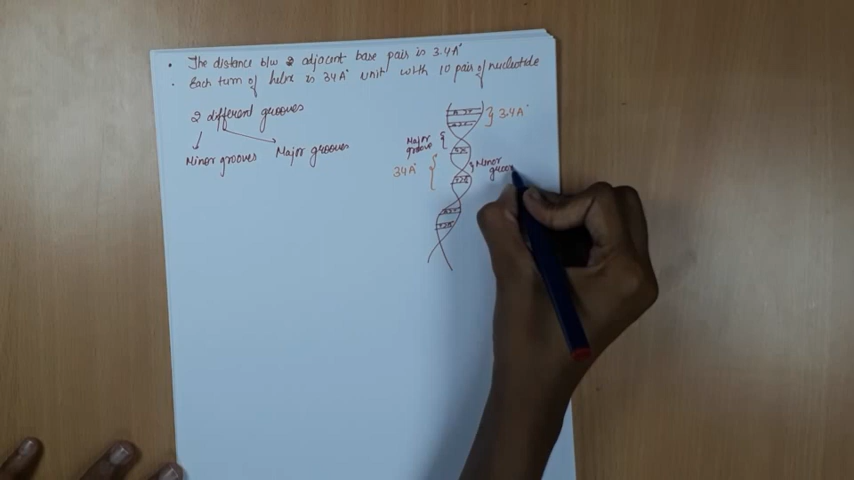 • The distance b/w 2 adjacent base pair is 3.4A°
• Each turn of helix is 34A° unit with 10 pair of nucleotide
2 different grooves
Minor grooves Major grooves
3.4A°
Major
groove
34A°
Minor
groo